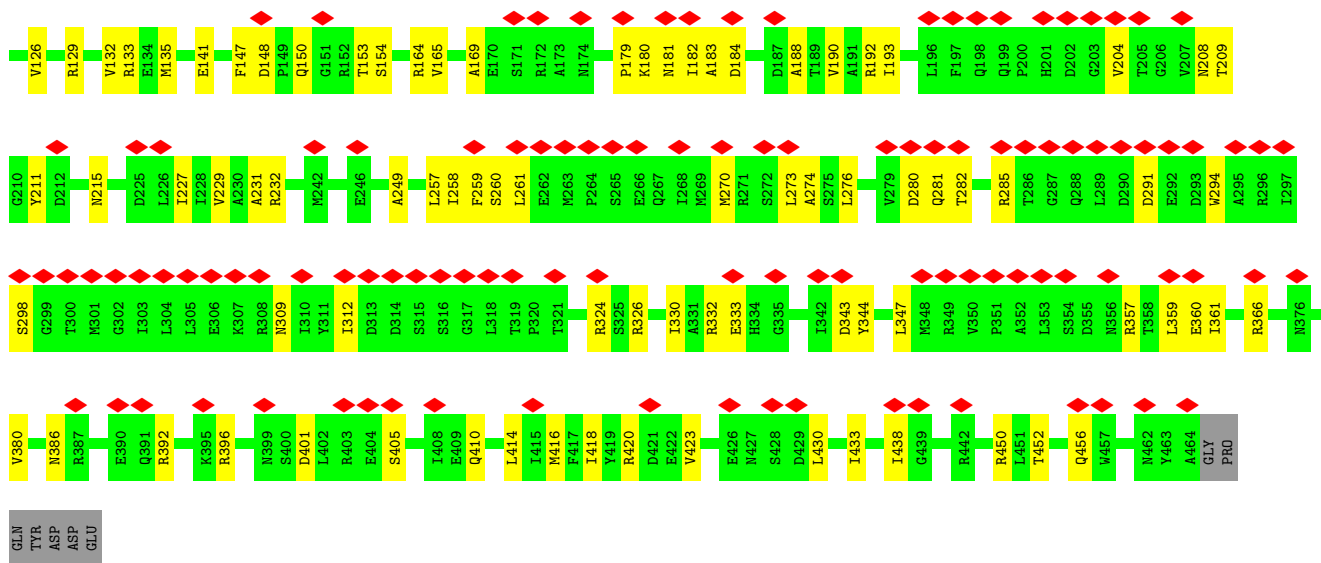 V126 R129 V132 R133 E134 M135 E141 F147 D148 P149 Q150 G151 R152 T153 S154 R164 V165 A169 E170 S171 R172 A173 N174 P179 K180 N181 I182 A183 D184 D187 A188 T189 V190 A191 R192 I193 L196 F197 Q198 Q199 P200 H201 D202 G203 V204 T205 G206 V207 N208 T209
G210 Y211 D212 N215 D225 L226 I227 I228 V229 A230 A231 R232 M242 E246 A249 L257 I258 F259 S260 L261 E262 M263 P264 S265 E266 Q267 I268 M269 M270 R271 S272 L273 A274 S275 L276 V279 D280 Q281 T282 R285 T286 G287 Q288 L289 D290 D291 E292 D293 W294 A295 R296 I297
S298 G299 T300 M301 G302 I303 L304 L305 E306 K307 R308 N309 I310 Y311 I312 D313 D314 S315 S316 G317 L318 T319 P320 T321 R324 S325 R326 I330 A331 R332 E333 H334 G335 I342 D343 Y344 L347 M348 R349 V350 P351 A352 L353 S354 D355 N356 R357 T358 L359 E360 I361 R366 N376
V380 N386 R387 E390 Q391 R392 K395 R396 N399 S400 D401 L402 R403 E404 S405 I408 E409 Q410 L414 I415 M416 F417 I418 Y419 R420 D421 E422 V423 E426 N427 S428 D429 L430 I433 I438 G439 R442 R450 L451 T452 Q456 W457 N462 Y463 A464 GLY PRO
GLN TYR ASP ASP GLU